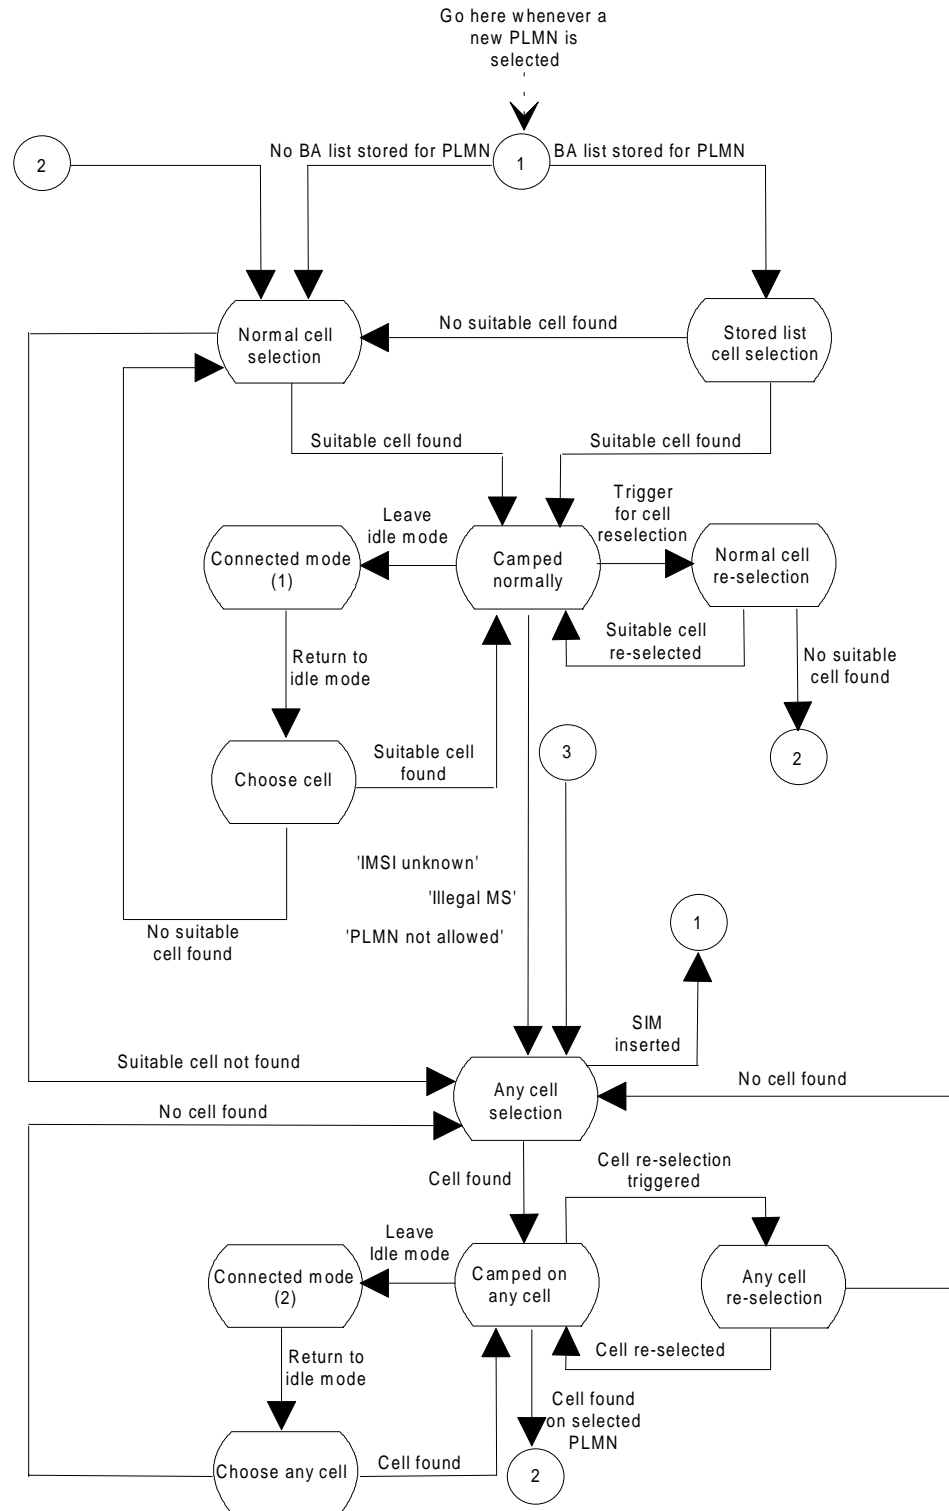 Go here whenever a
new PLMN is
selected
2
No BA list stored for PLMN
1
BA list stored for PLMN
Normal cell
selection
No suitable cell found
Stored list
cell selection
Suitable cell found
Suitable cell found
Trigger
for cell
reselection
Leave
idle mode
Connected mode
(1)
Camped
normally
Normal cell
re-selection
Suitable cell
re-selected
No suitable
cell found
Return to
idle mode
Choose cell
Suitable cell
found
3
2
'IMSI unknown'
'Illegal MS'
'PLMN not allowed'
No suitable
cell found
1
SIM
inserted
Suitable cell not found
Any cell
selection
No cell found
No cell found
Cell found
Cell re-selection
triggered
Leave
Idle mode
Connected mode
(2)
Camped on
any cell
Any cell
re-selection
Cell re-selected
Return to
idle mode
Cell found
on selected
PLMN
Choose any cell
Cell found
2